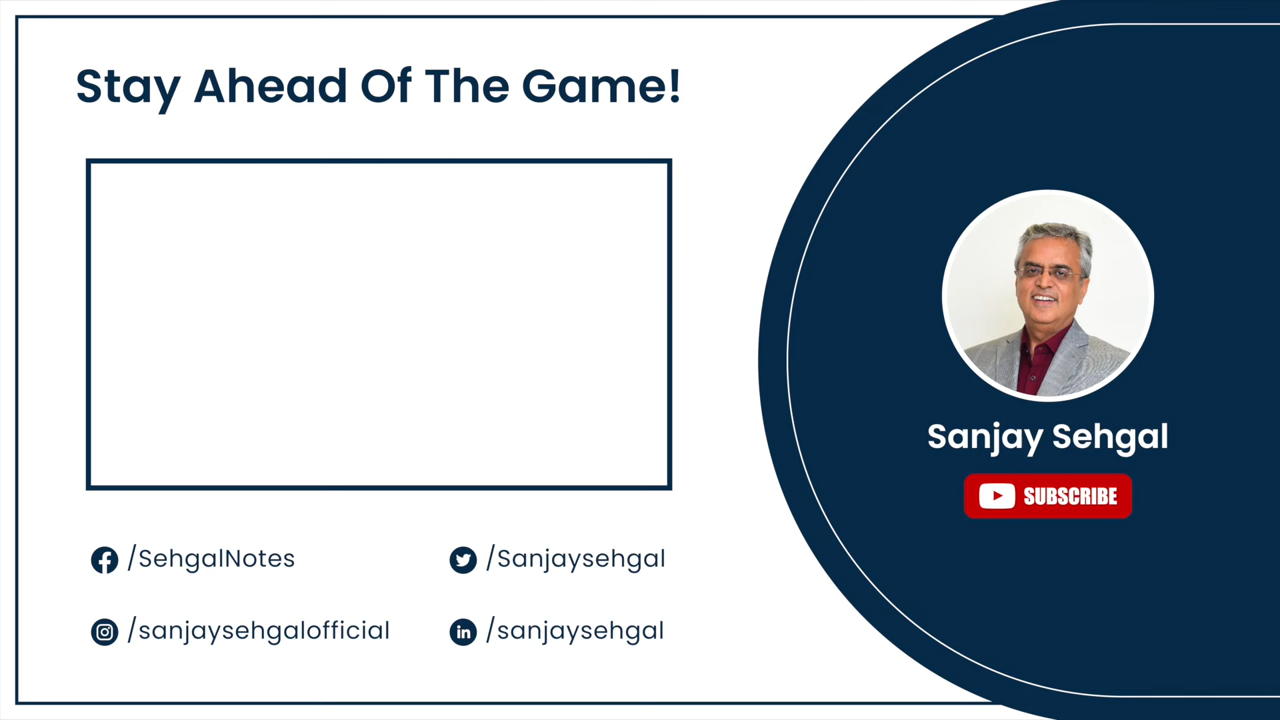 Stay Ahead Of The Game!
Sanjay Sehgal
SUBSCRIBE
/SehgalNotes
/Sanjaysehgal
/sanjaysehgalofficial
/sanjaysehgal